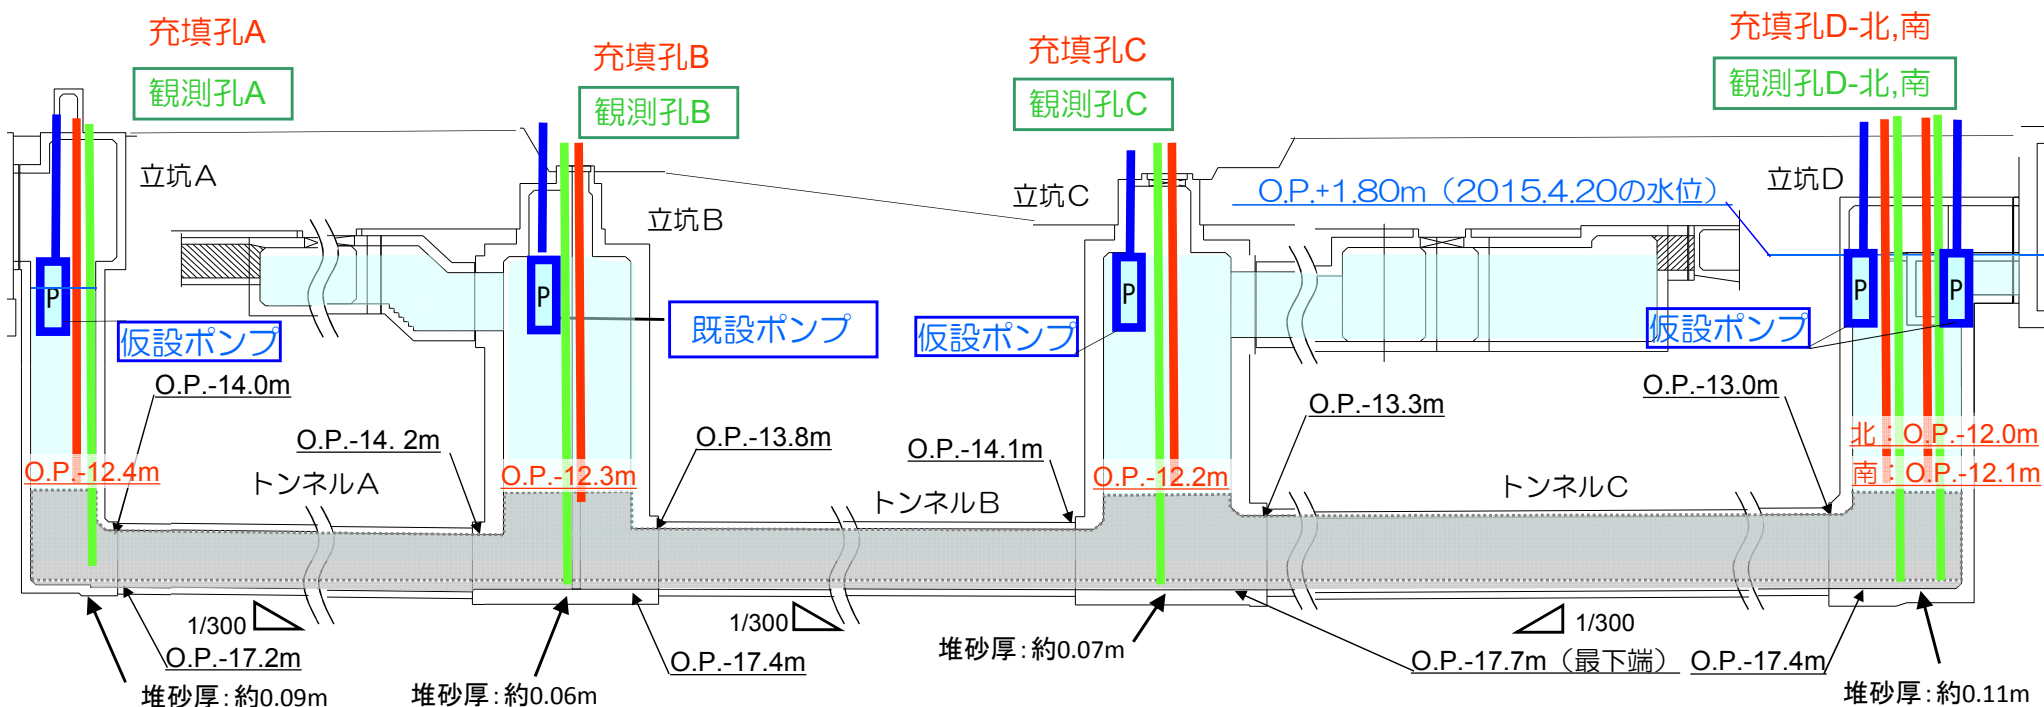 充填孔A
観測孔A
充填孔B
観測孔B
充填孔C
観測孔C
充填孔D-北,南
観測孔D-北,南
立坑A
立坑B
立坑C
O.P.+1.80m（2015.4.20の水位）
立坑D
P
P
P
P
P
仮設ポンプ
既設ポンプ
仮設ポンプ
仮設ポンプ
O.P.-14.0m
O.P.-14. 2m
O.P.-13.8m
O.P.-14.1m
O.P.-13.3m
O.P.-13.0m
O.P.-12.4m
O.P.-12.3m
O.P.-12.2m
北：O.P.-12.0m
南：O.P.-12.1m
トンネルA
トンネルB
トンネルC
1/300
1/300
1/300
O.P.-17.2m
O.P.-17.4m
O.P.-17.7m（最下端）
O.P.-17.4m
堆砂厚：約0.09m
堆砂厚：約0.06m
堆砂厚：約0.07m
堆砂厚：約0.11m